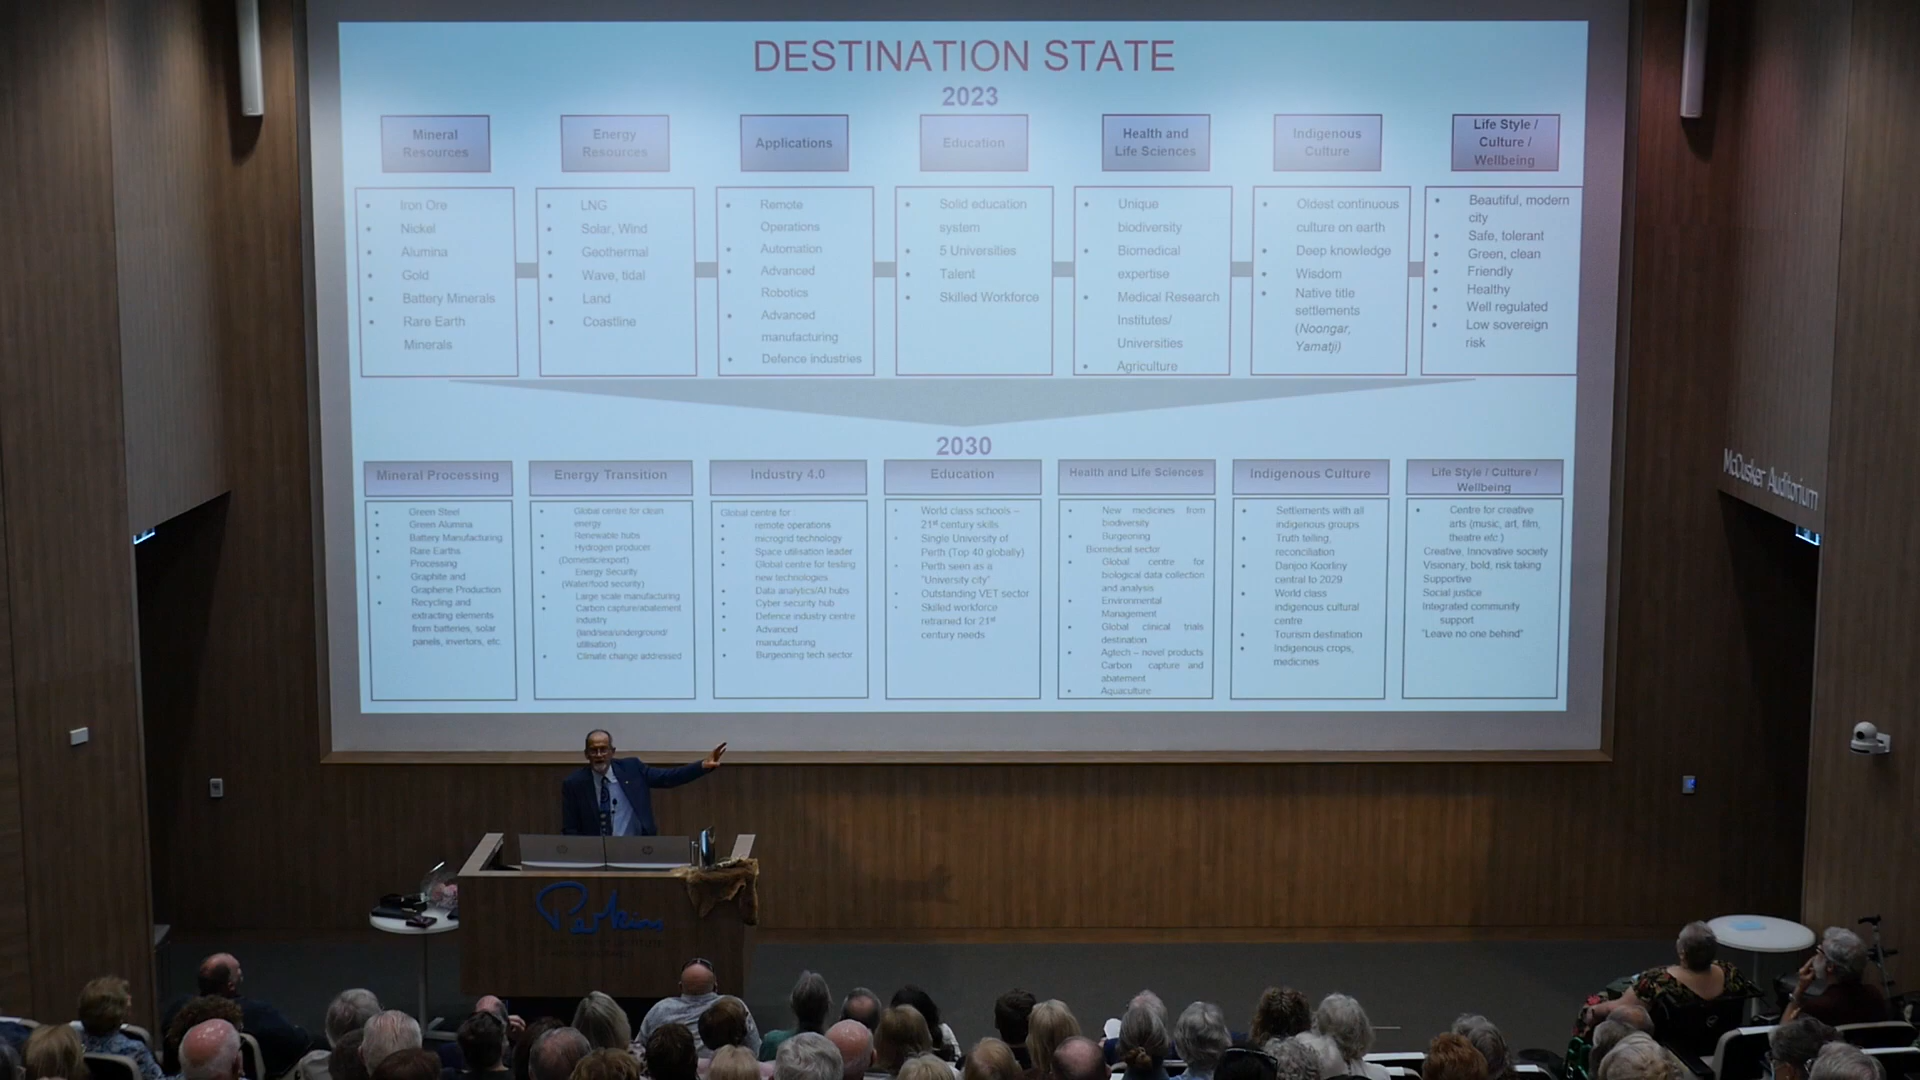 DESTINATION STATE
2023
Mineral
Resources
Energy
Resources
Applications
Education
Health and
Life Sciences
Indigenous
Culture
Life Style /
Culture /
Wellbeing
• Iron Ore
• Nickel
• Alumina
• Gold
• Battery Minerals
• Rare Earth
Minerals
• LNG
• Solar, Wind
• Geothermal
• Wave, tidal
• Land
• Coastline
• Remote
Operations
• Automation
• Advanced
Robotics
• Advanced
manufacturing
• Defence industries
• Solid education
system
• 5 Universities
• Talent
• Skilled Workforce
• Unique
biodiversity
• Biomedical
expertise
• Medical Research
Institutes/
Universities
• Agriculture
• Oldest continuous
culture on earth
• Deep knowledge
• Wisdom
• Native title
settlements
(Noongar,
Yamatji)
• Beautiful, modern
city
• Safe, tolerant
• Green, clean
• Friendly
• Healthy
• Well regulated
• Low sovereign
risk
2030
Mineral Processing
Energy Transition
Industry 4.0
Education
Health and Life Sciences
Indigenous Culture
Life Style / Culture /
Wellbeing
• Green Steel
• Green Alumina
• Battery Manufacturing
• Rare Earths
Processing
• Graphite and
Graphene Production
• Recycling and
extracting elements
from batteries, solar
panels, invertors, etc.
• Global centre for clean
energy
• Renewable hubs
• Hydrogen producer
(Domestic/export)
• Energy Security
(Water/food security)
• Large scale manufacturing
• Carbon capture/abatement
industry
(land/sea/underground/
utilisation)
• Climate change addressed
Global centre for :
• remote operations
• microgrid technology
• Space utilisation leader
• Global centre for testing
new technologies
• Data analytics/AI hubs
• Cyber security hub
• Defence industry centre
• Advanced
manufacturing
• Burgeoning tech sector
• World class schools –
21st century skills
• Single University of
Perth (Top 40 globally)
• Perth seen as a
"University city"
• Outstanding VET sector
• Skilled workforce
retrained for 21st
century needs
• New medicines from
biodiversity
• Burgeoning
Biomedical sector
• Global centre for
biological data collection
and analysis
• Environmental
Management
• Global clinical trials
destination
• Agtech – novel products
Carbon capture and
abatement
• Aquaculture
• Settlements with all
indigenous groups
• Truth telling,
reconciliation
• Danjoo Koorliny
central to 2029
• World class
indigenous cultural
centre
• Tourism destination
• Indigenous crops,
medicines
• Centre for creative
arts (music, art, film,
theatre etc.)
Creative, Innovative society
Visionary, bold, risk taking
Supportive
Social justice
Integrated community
support
"Leave no one behind"
McCusker Auditorium
Perkins